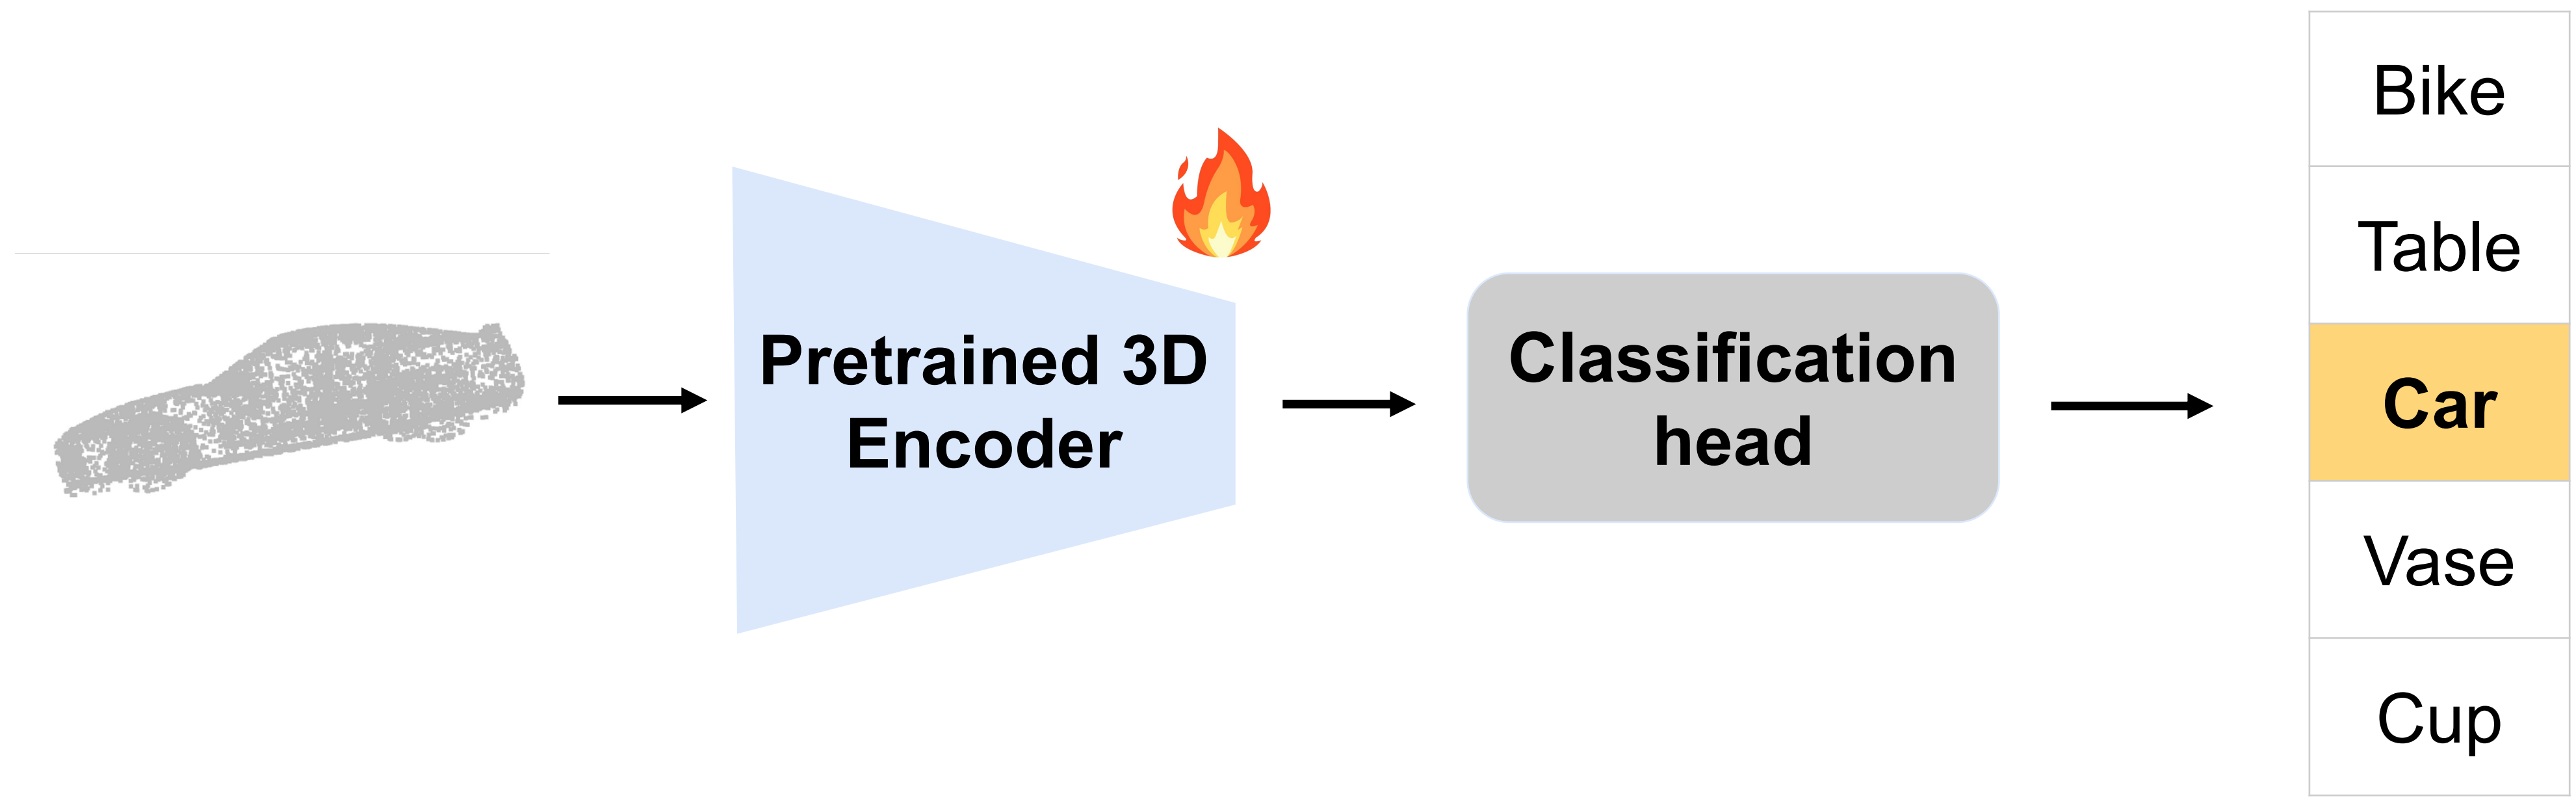 Pretrained 3D
Encoder
Classification
head
Bike
Table
Car
Vase
Cup